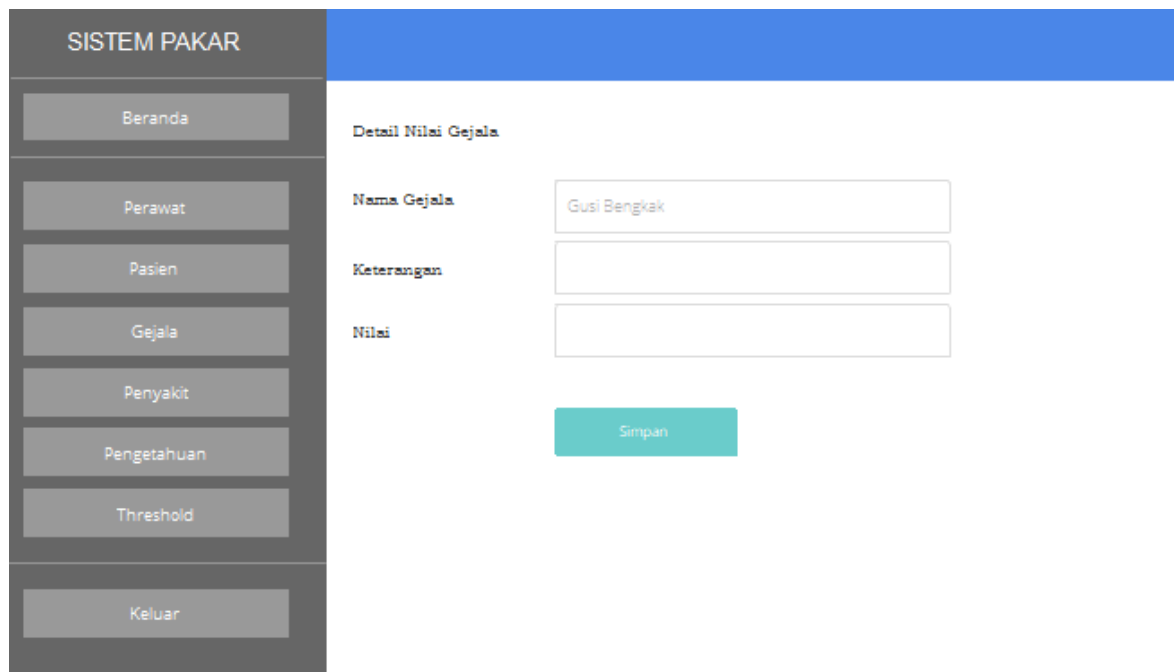 SISTEM PAKAR
Beranda
Perawat
Pasien
Gejala
Penyakit
Pengetahuan
Threshold
Keluar
Detail Nilai Gejala
Nama Gejala
Gusi Bengkak
Keterangan
Nilai
Simpan